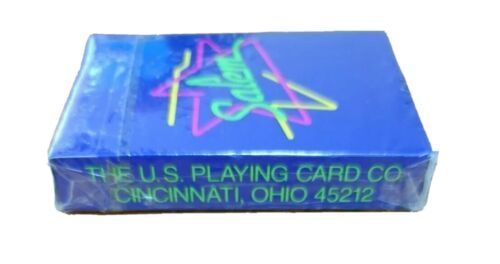 Salem
THE U.S. PLAYING CARD CO
CINCINNATI, OHIO 45212